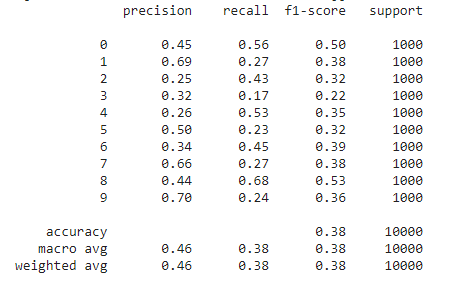 precision recall f1-score support
0 0.45 0.56 0.50 1000
1 0.69 0.27 0.38 1000
2 0.25 0.43 0.32 1000
3 0.32 0.17 0.22 1000
4 0.26 0.53 0.35 1000
5 0.50 0.23 0.32 1000
6 0.34 0.45 0.39 1000
7 0.66 0.27 0.38 1000
8 0.44 0.68 0.53 1000
9 0.70 0.24 0.36 1000
accuracy 0.38 10000
macro avg 0.46 0.38 0.38 10000
weighted avg 0.46 0.38 0.38 10000